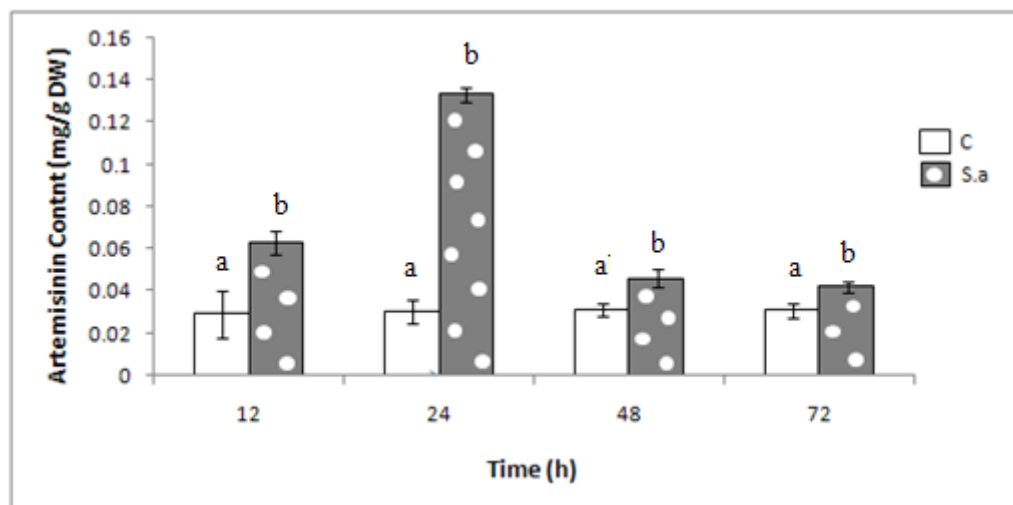 Artemisinin Contnt (mg/g DW)
0.16
0.14
0.12
0.1
0.08
0.06
0.04
0.02
0
a
b
a
b
a'
b
a
b
12
24
48
72
Time (h)
C
S.a